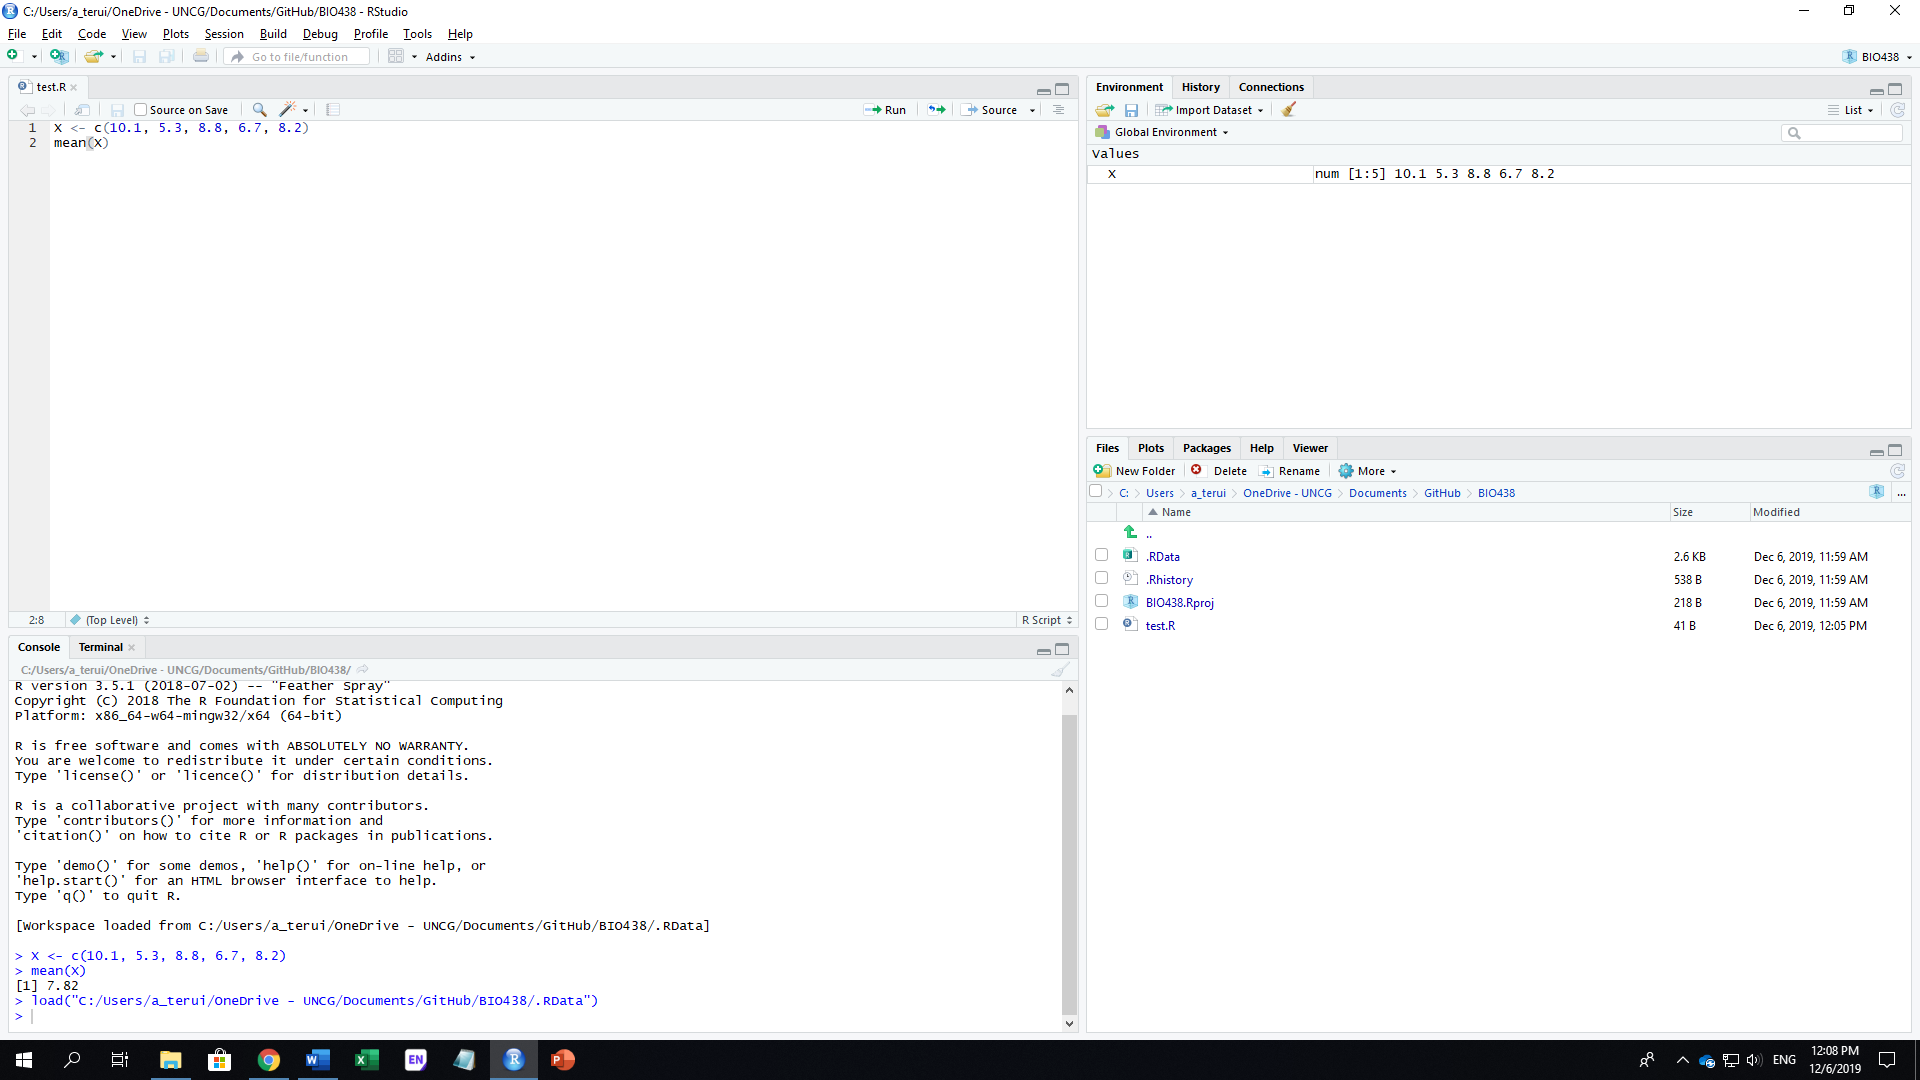 C:/Users/a_terui/OneDrive - UNCG/Documents/GitHub/BIO438 - RStudio
File Edit Code View Plots Session Build Debug Profile Tools Help
Go to file/function Addins BIO438
test.R
Source on Save Run Source
1 X <- c(10.1, 5.3, 8.8, 6.7, 8.2)
2 mean(X)
2:8 (Top Level) R Script
Console Terminal
C:/Users/a_terui/OneDrive - UNCG/Documents/GitHub/BIO438/
R version 3.5.1 (2018-07-02) -- "Feather Spray"
Copyright (C) 2018 The R Foundation for Statistical Computing
Platform: x86_64-w64-mingw32/x64 (64-bit)
R is free software and comes with ABSOLUTELY NO WARRANTY.
You are welcome to redistribute it under certain conditions.
Type 'license()' or 'licence()' for distribution details.
R is a collaborative project with many contributors.
Type 'contributors()' for more information and
'citation()' on how to cite R or R packages in publications.
Type 'demo()' for some demos, 'help()' for on-line help, or
'help.start()' for an HTML browser interface to help.
Type 'q()' to quit R.
[Workspace loaded from C:/Users/a_terui/OneDrive - UNCG/Documents/GitHub/BIO438/.RData]
> X <- c(10.1, 5.3, 8.8, 6.7, 8.2)
> mean(X)
[1] 7.82
> load("C:/Users/a_terui/OneDrive - UNCG/Documents/GitHub/BIO438/.RData")
>
Environment History Connections
Import Dataset List
Global Environment
Values
X num [1:5] 10.1 5.3 8.8 6.7 8.2
Files Plots Packages Help Viewer
New Folder Delete Rename More
C: Users a_terui OneDrive - UNCG Documents GitHub BIO438 ...
Name Size Modified
..
.RData 2.6 KB Dec 6, 2019, 11:59 AM
.Rhistory 538 B Dec 6, 2019, 11:59 AM
BIO438.Rproj 218 B Dec 6, 2019, 11:59 AM
test.R 41 B Dec 6, 2019, 12:05 PM
EN
ENG
12:08 PM
12/6/2019